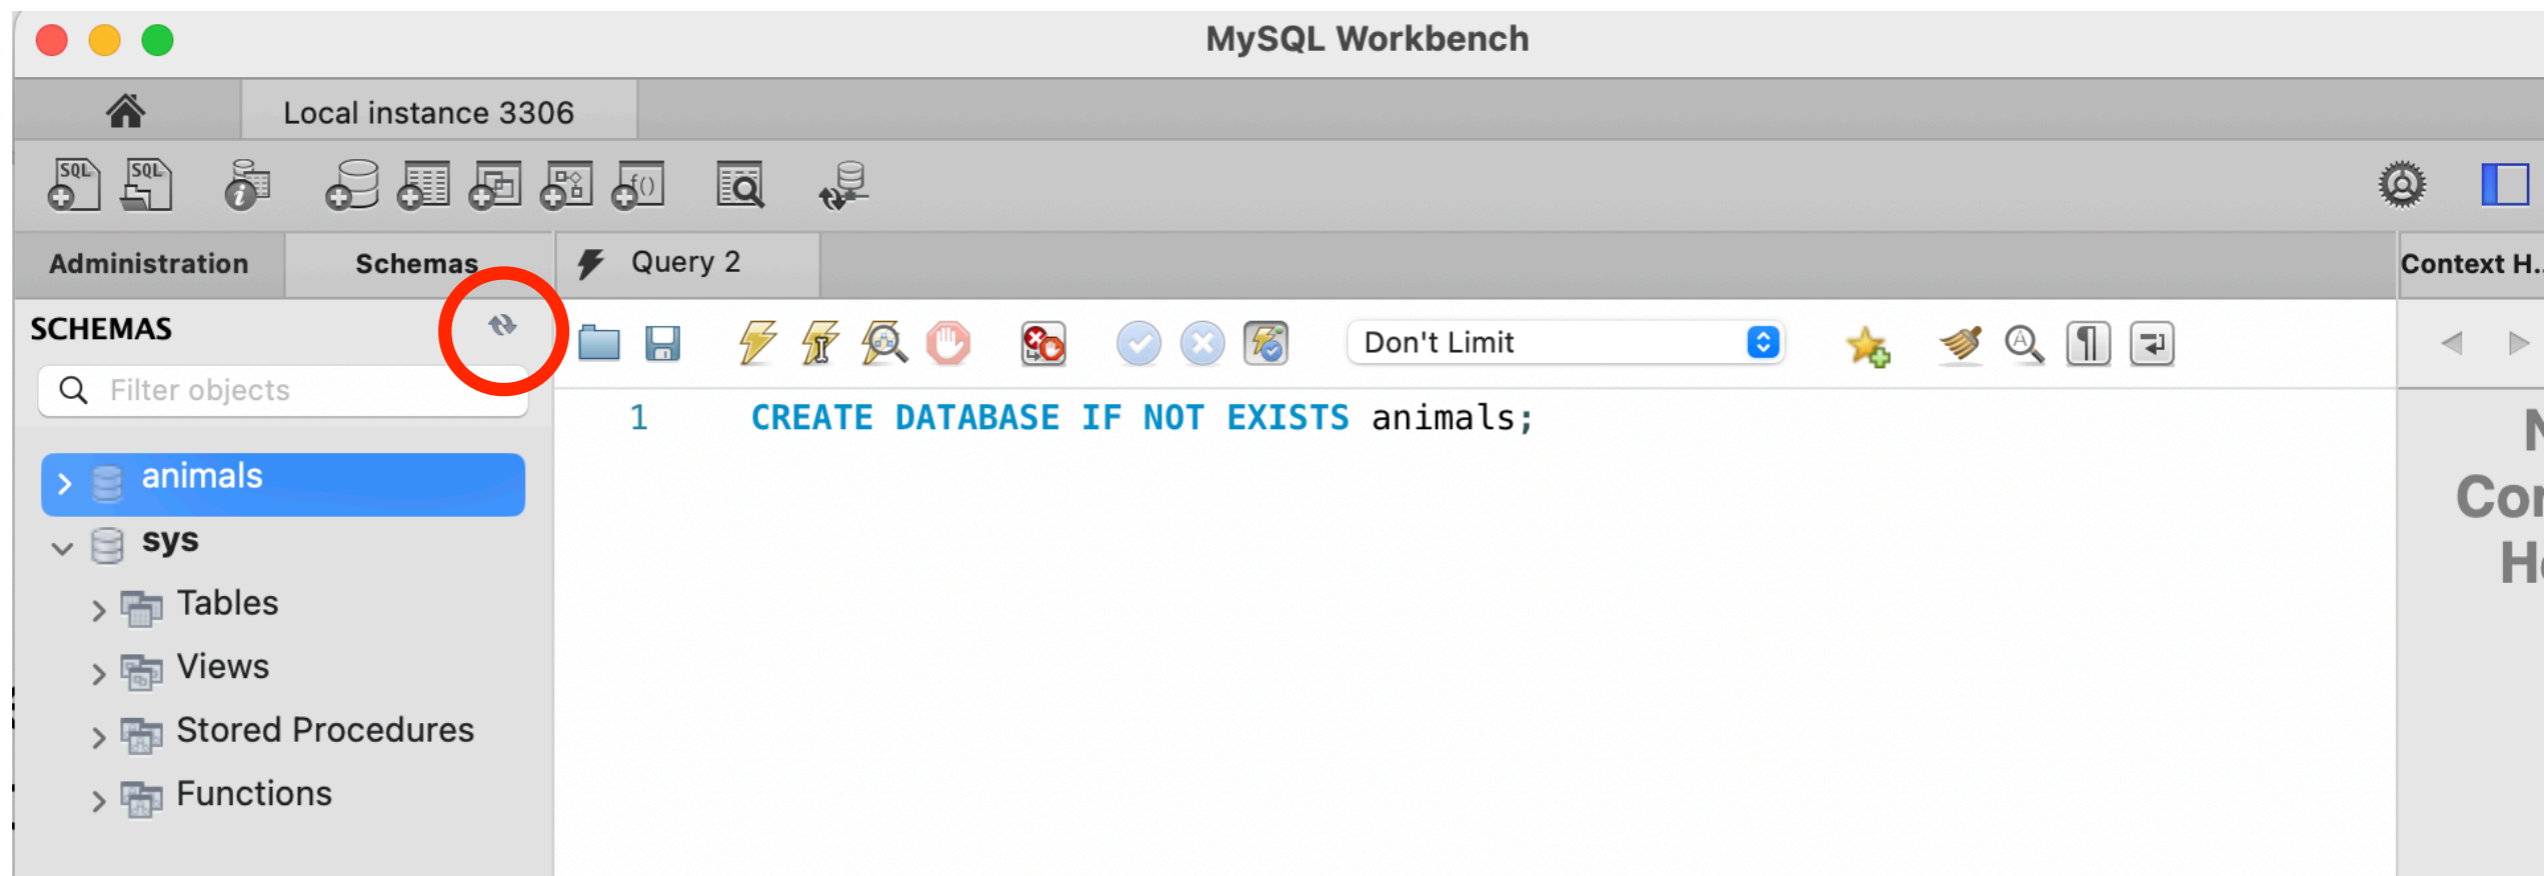 MySQL Workbench
Local instance 3306
SQL SQL f()
Administration Schemas Query 2 Context H..
SCHEMAS
Don't Limit
Filter objects
1 CREATE DATABASE IF NOT EXISTS animals;
animals
sys
Tables
Views
Stored Procedures
Functions